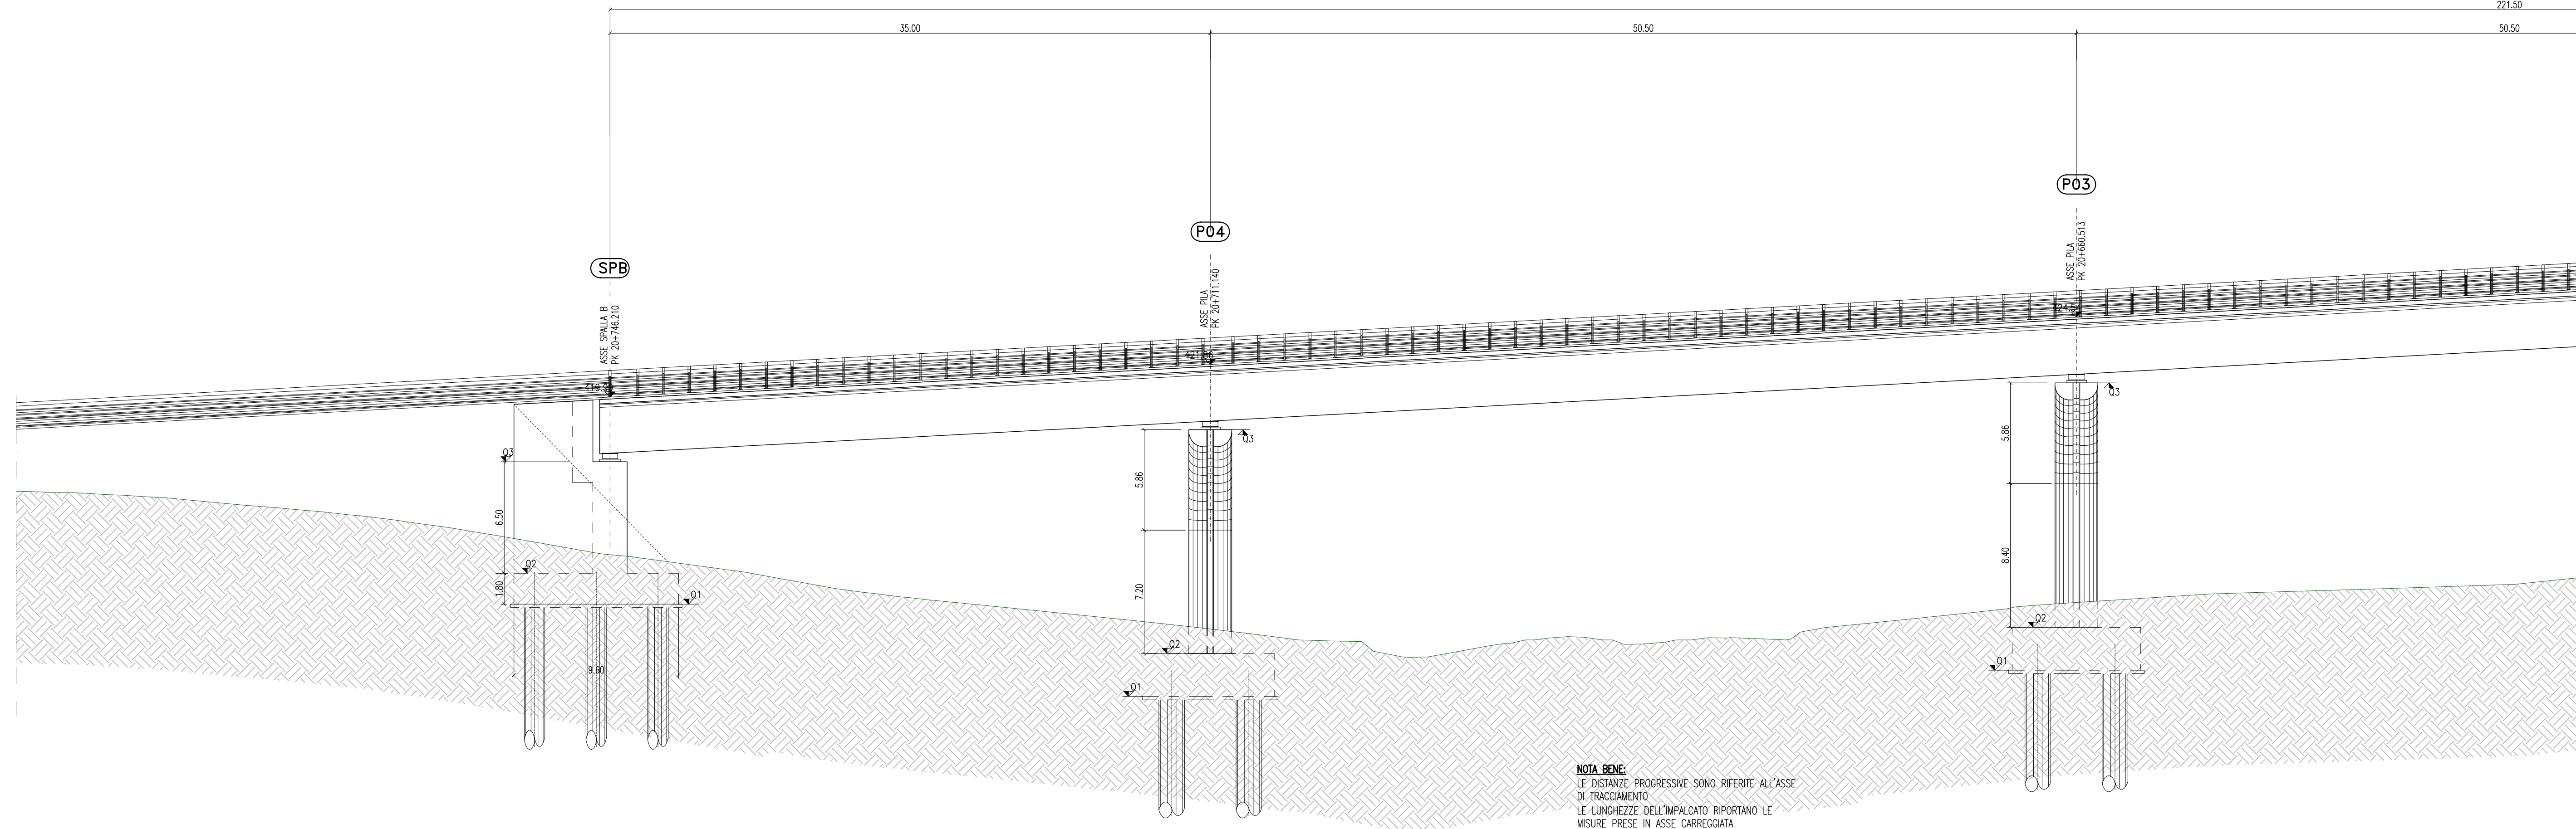 221.50
35.00
50.50
50.50
P03
P04
SPB
ASSE PILA
PK 20+660.513
ASSE PILA
PK 20+711.140
ASSE SPALLA B
PK 20+746.210
421.86
Q3
Q3
Q3
5.86
5.86
6.50
8.40
7.20
1.80
Q2
Q1
Q2
Q1
Q2
Q1
9.60
NOTA BENE:
LE DISTANZE PROGRESSIVE SONO RIFERITE ALL'ASSE
DI TRACCIAMENTO
LE LUNGHEZZE DELL'IMPALCATO RIPORTANO LE
MISURE PRESE IN ASSE CARREGGIATA